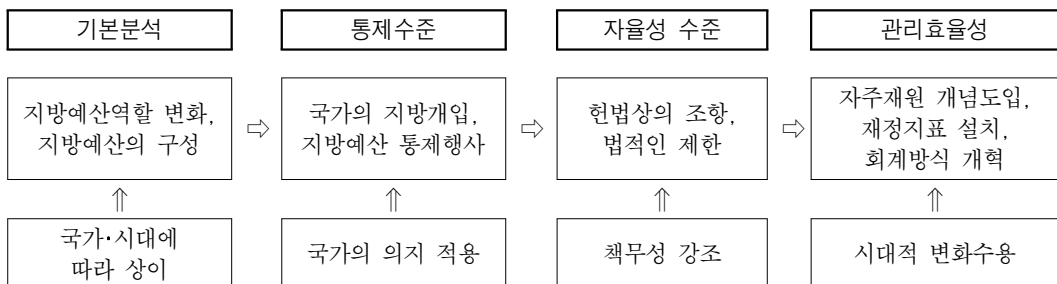 기본분석
통제수준
자율성 수준
관리효율성
지방예산역할 변화,
지방예산의 구성
⇨
국가의 지방개입,
지방예산 통제행사
⇨
헌법상의 조항,
법적인 제한
⇨
자주재원 개념도입,
재정지표 설치,
회계방식 개혁
⇑
⇑
⇑
⇑
국가·시대에
따라 상이
국가의 의지 적용
책무성 강조
시대적 변화수용